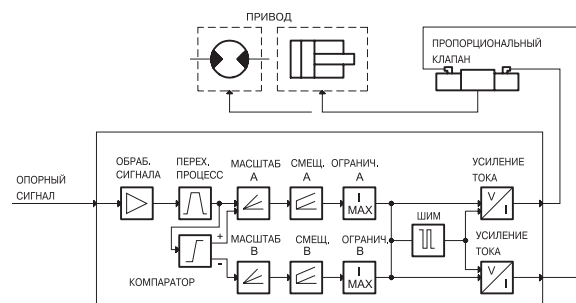 ПРИВОД
ПРОПОРЦИОНАЛЬНЫЙ
КЛАПАН
ОПОРНЫЙ
СИГНАЛ
ОБРАБ.
СИГНАЛА
ПЕРЕХ.
ПРОЦЕСС
МАСШТАБ
A
СМЕЩ.
A
ОГРАНИЧ.
A
УСИЛЕНИЕ
ТОКА
I
MAX
V
I
ШИМ
+
-
КОМПАРАТОР
МАСШТАБ
B
СМЕЩ.
B
ОГРАНИЧ.
B
УСИЛЕНИЕ
ТОКА
I
MAX
V
I